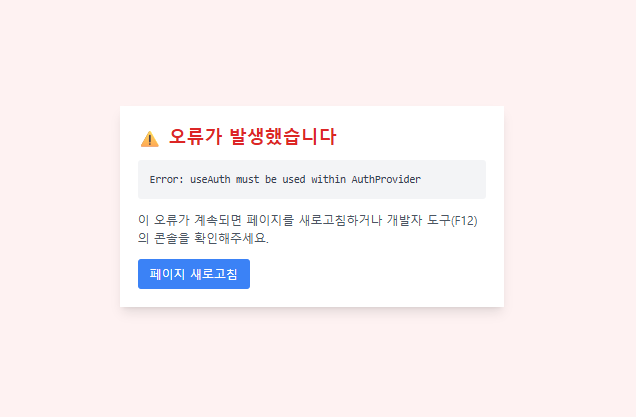 오류가 발생했습니다
Error: useAuth must be used within AuthProvider
이 오류가 계속되면 페이지를 새로고침하거나 개발자 도구(F12)
의 콘솔을 확인해주세요.
페이지 새로고침